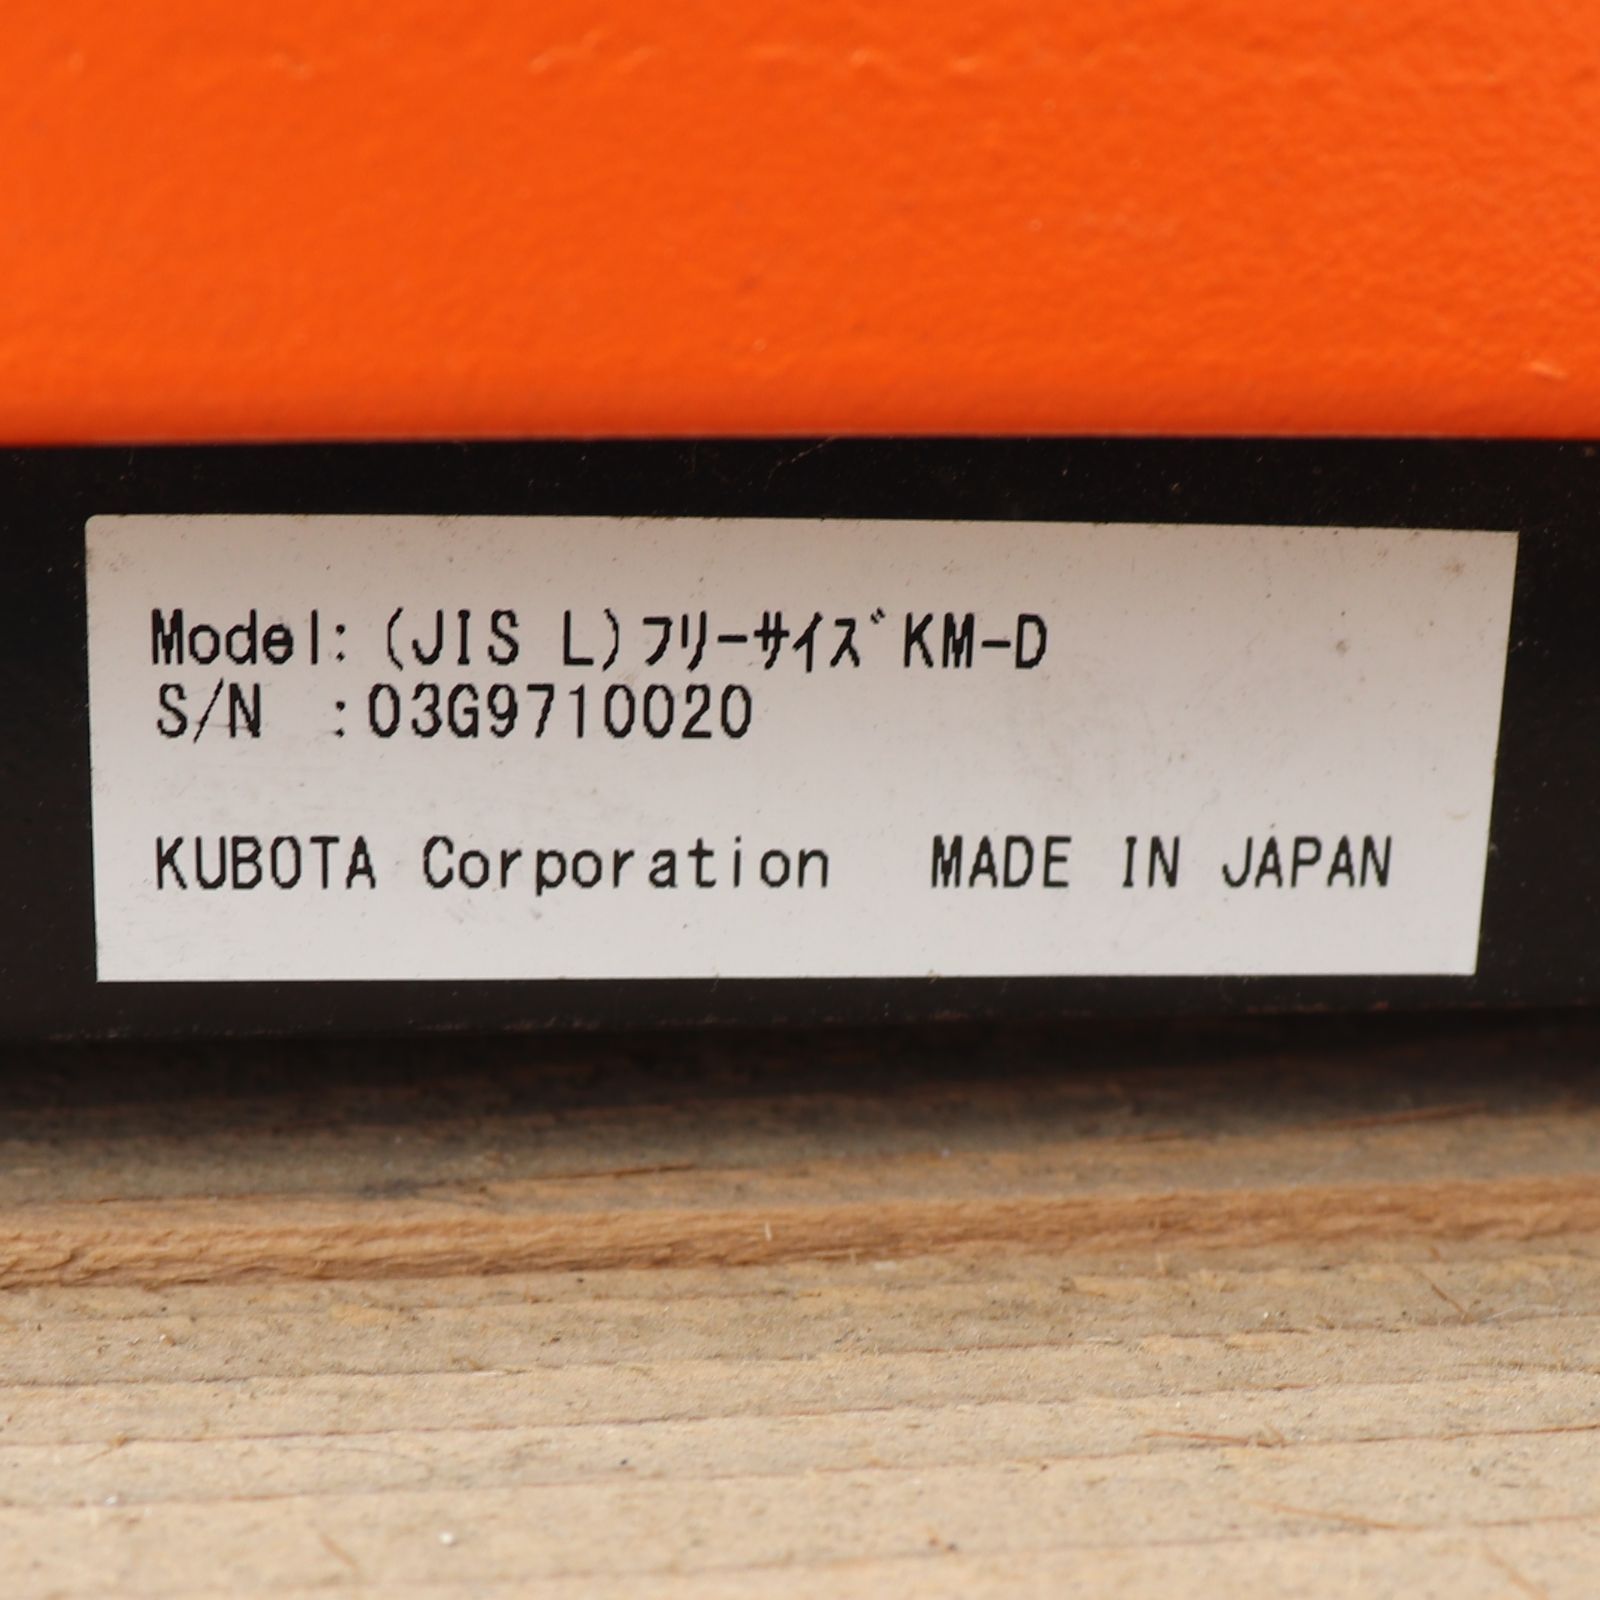 Model:(JIS L)ﾌﾘｰｻｲｽﾞKM-D
S/N :03G9710020
KUBOTA Corporation MADE IN JAPAN